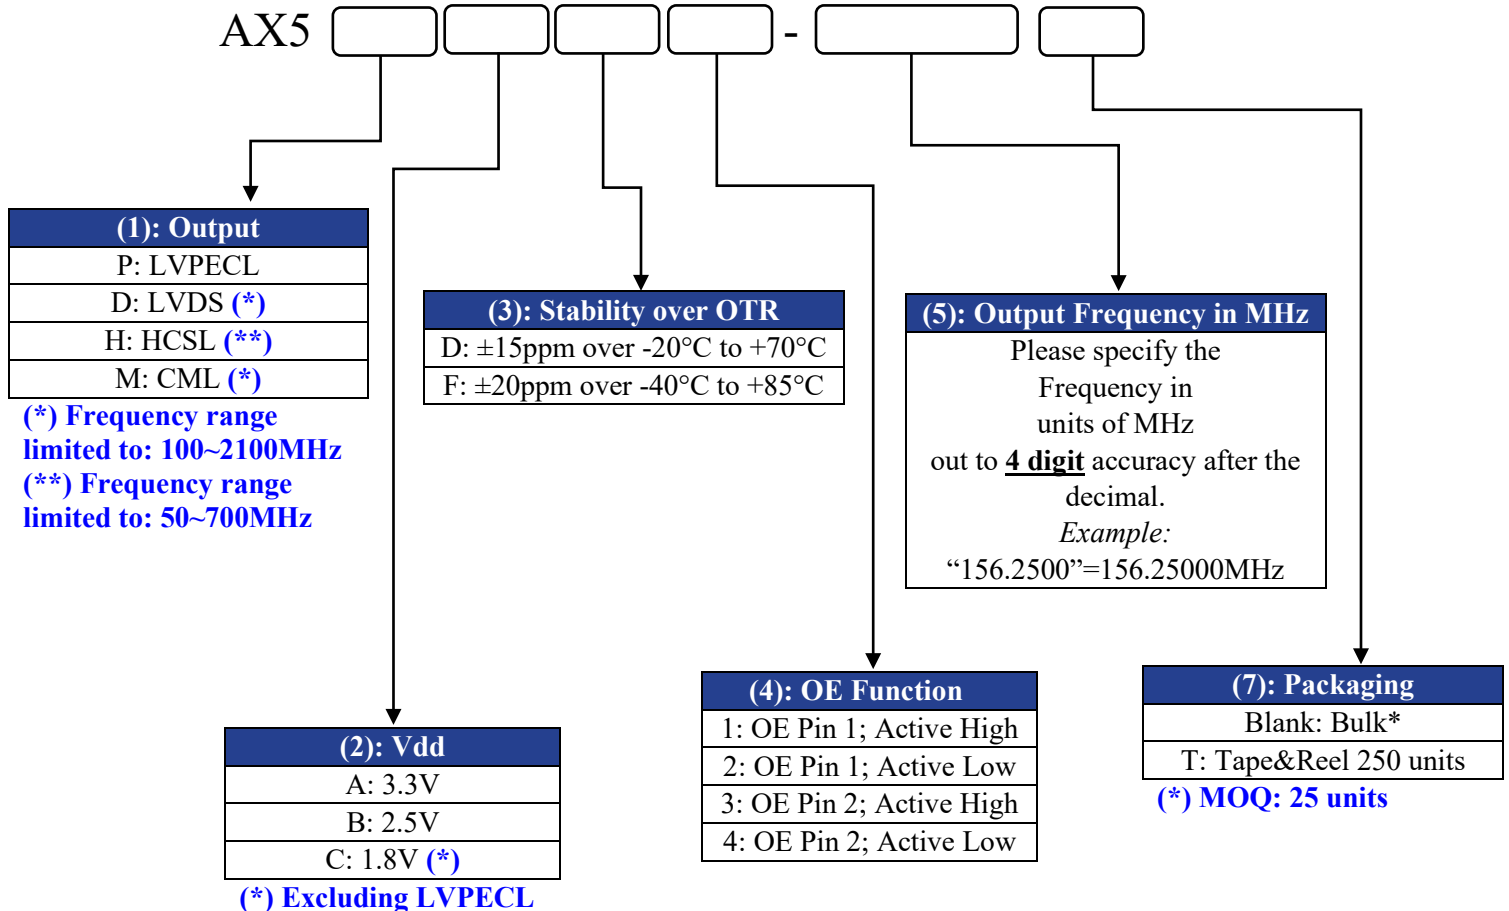 AX5 -
(1): Output
P: LVPECL
D: LVDS (*)
H: HCSL (**)
M: CML (*)
(*) Frequency range
limited to: 100~2100MHz
(**) Frequency range
limited to: 50~700MHz
(2): Vdd
A: 3.3V
B: 2.5V
C: 1.8V (*)
(*) Excluding LVPECL
(3): Stability over OTR
D: ±15ppm over -20°C to +70°C
F: ±20ppm over -40°C to +85°C
(4): OE Function
1: OE Pin 1; Active High
2: OE Pin 1; Active Low
3: OE Pin 2; Active High
4: OE Pin 2; Active Low
(5): Output Frequency in MHz
Please specify the
Frequency in
units of MHz
out to 4 digit accuracy after the
decimal.
Example:
“156.2500”=156.25000MHz
(7): Packaging
Blank: Bulk*
T: Tape&Reel 250 units
(*) MOQ: 25 units